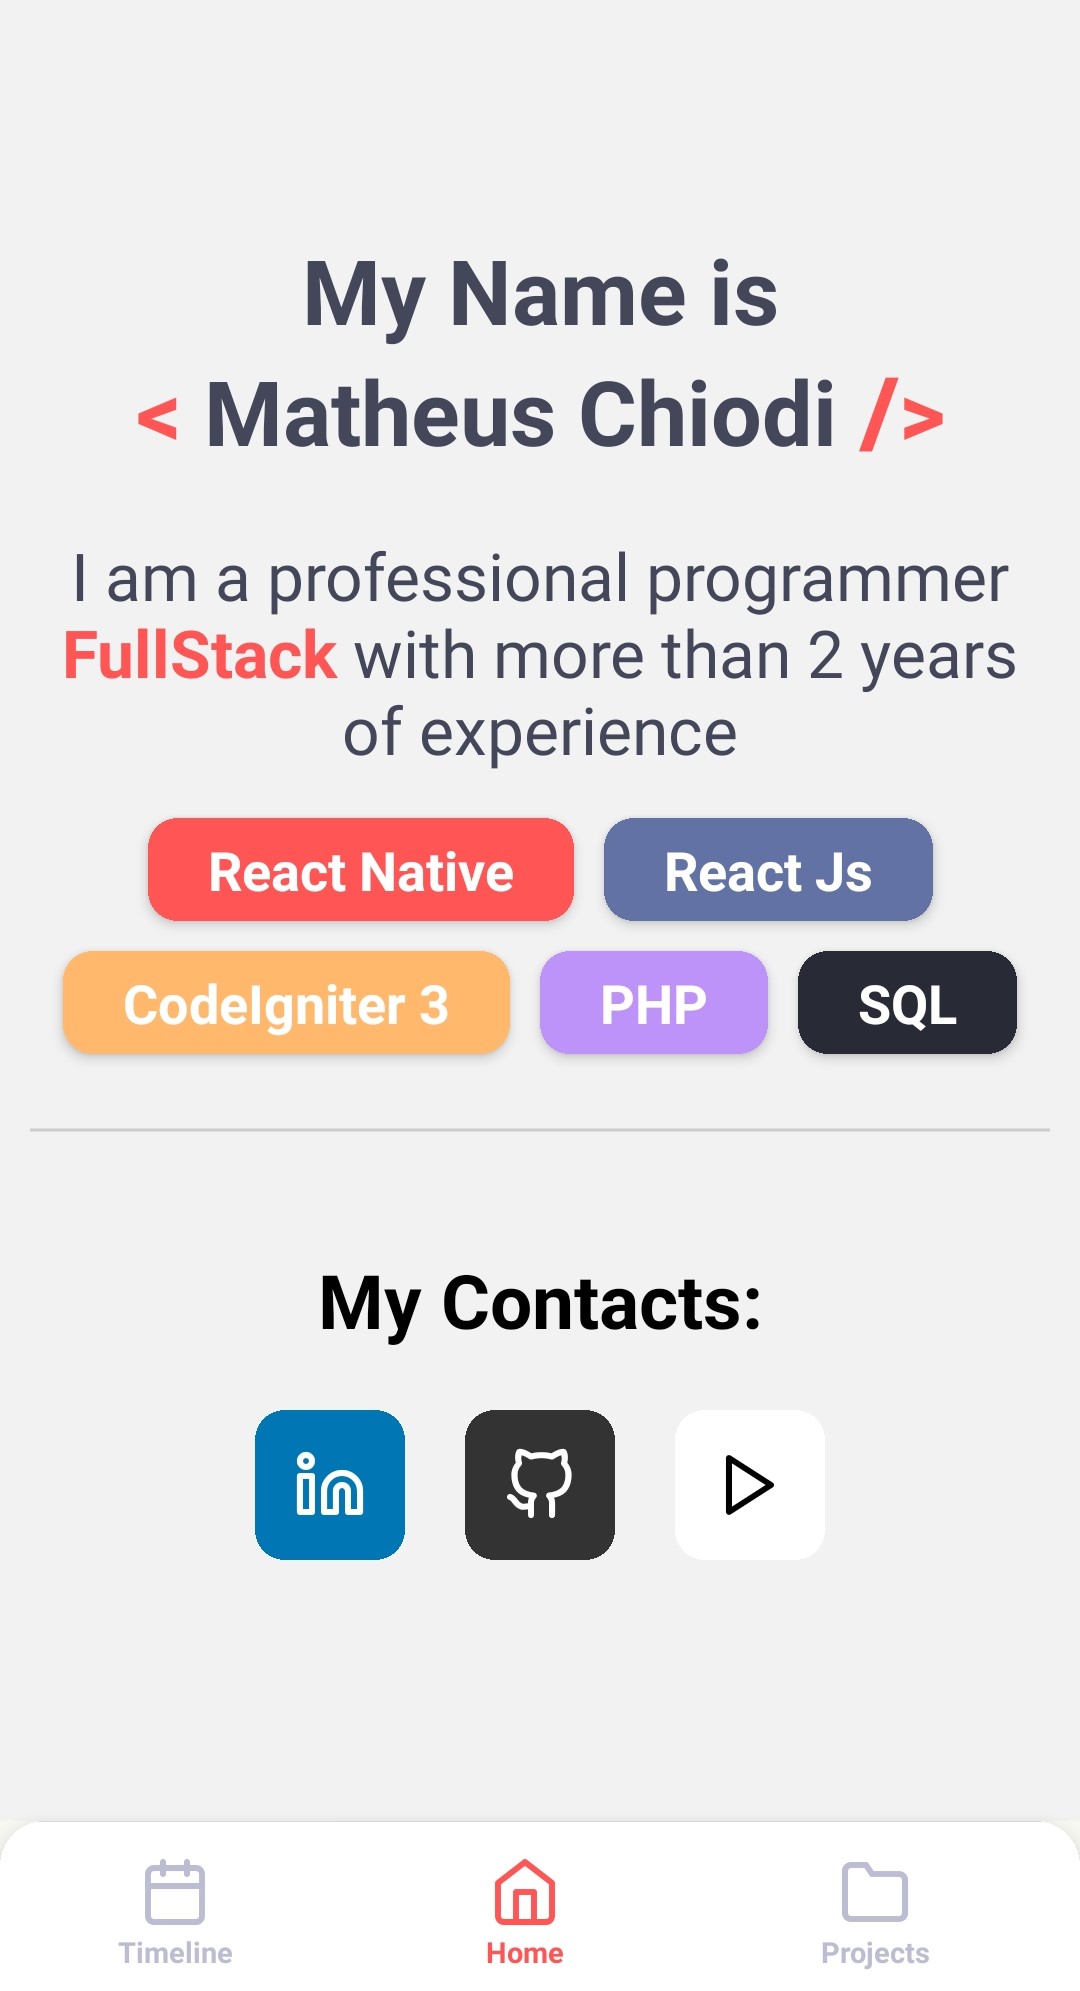 My Name is
< Matheus Chiodi />
I am a professional programmer
FullStack with more than 2 years
of experience
React Native
React Js
CodeIgniter 3
PHP
SQL
My Contacts:
in
Timeline
Home
Projects